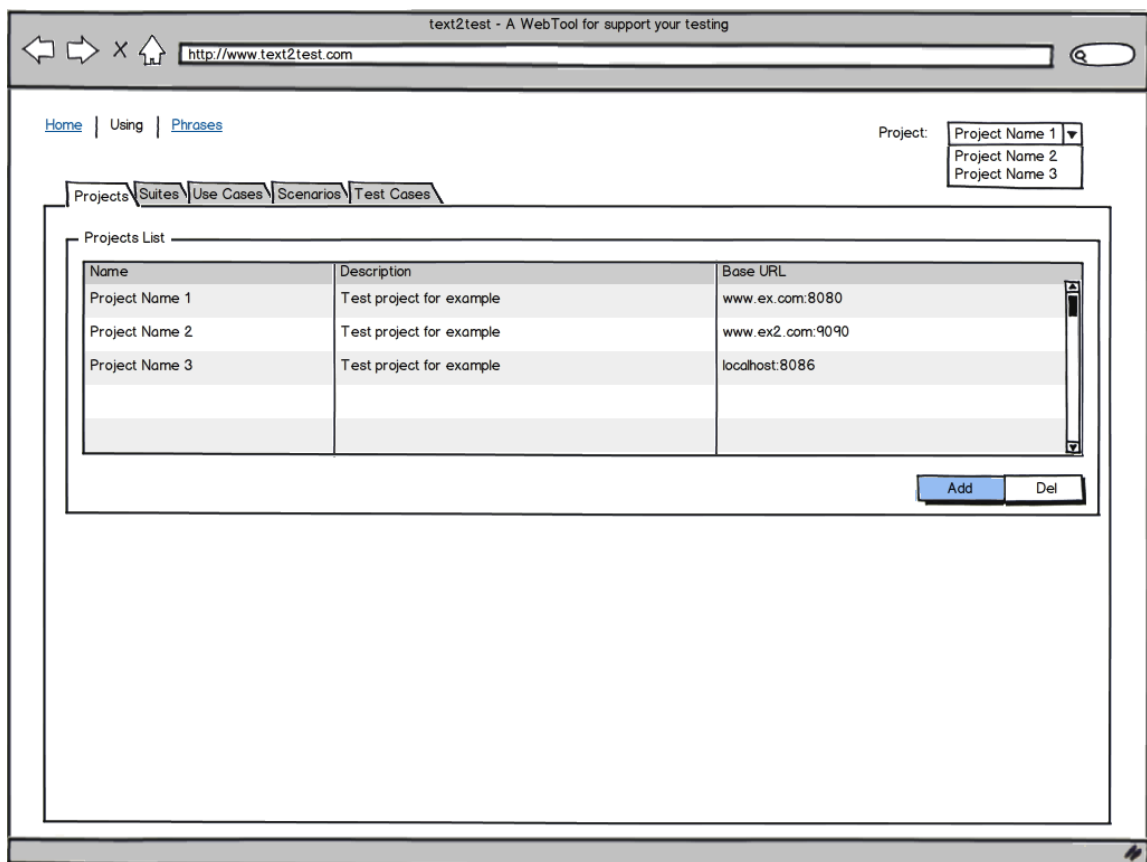 text2test - A WebTool for support your testing
http://www.text2test.com
Home | Using | Phrases
Project: Project Name 1
Project Name 2
Project Name 3
Projects Suites Use Cases Scenarios Test Cases
Projects List
Name Description Base URL
Project Name 1 Test project for example www.ex.com:8080
Project Name 2 Test project for example www.ex2.com:9090
Project Name 3 Test project for example localhost:8086
Add Del